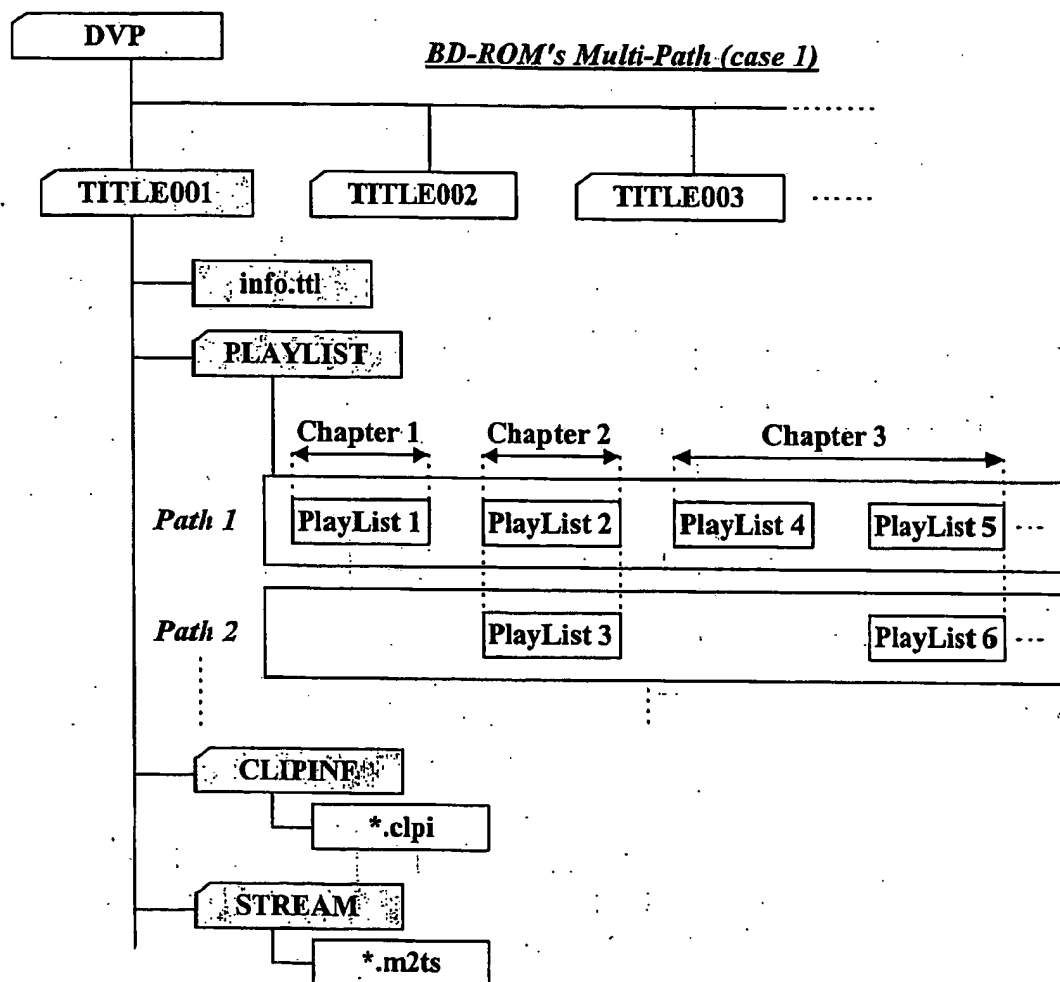 DVP
BD-ROM's Multi-Path (case 1)
TITLE001
TITLE002
TITLE003
info.ttl
PLAYLIST
Chapter 1
Chapter 2
Chapter 3
Path 1
PlayList 1
PlayList 2
PlayList 4
PlayList 5
Path 2
PlayList 3
PlayList 6
CLIPINF
*.clpi
STREAM
*.m2ts